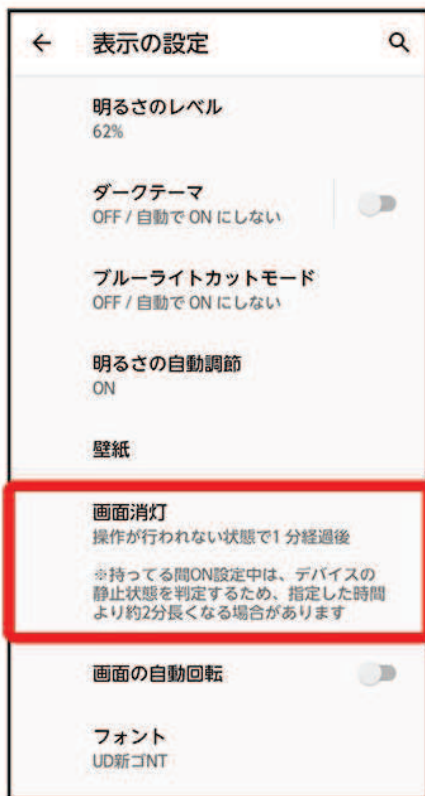 表示の設定
明るさのレベル
62%
ダークテーマ
OFF / 自動で ON にしない
ブルーライトカットモード
OFF / 自動で ON にしない
明るさの自動調節
ON
壁紙
画面消灯
操作が行われない状態で1 分経過後
※持ってる間ON設定中は、デバイスの
静止状態を判定するため、指定した時間
より約2分長くなる場合があります
画面の自動回転
フォント
UD新ゴNT